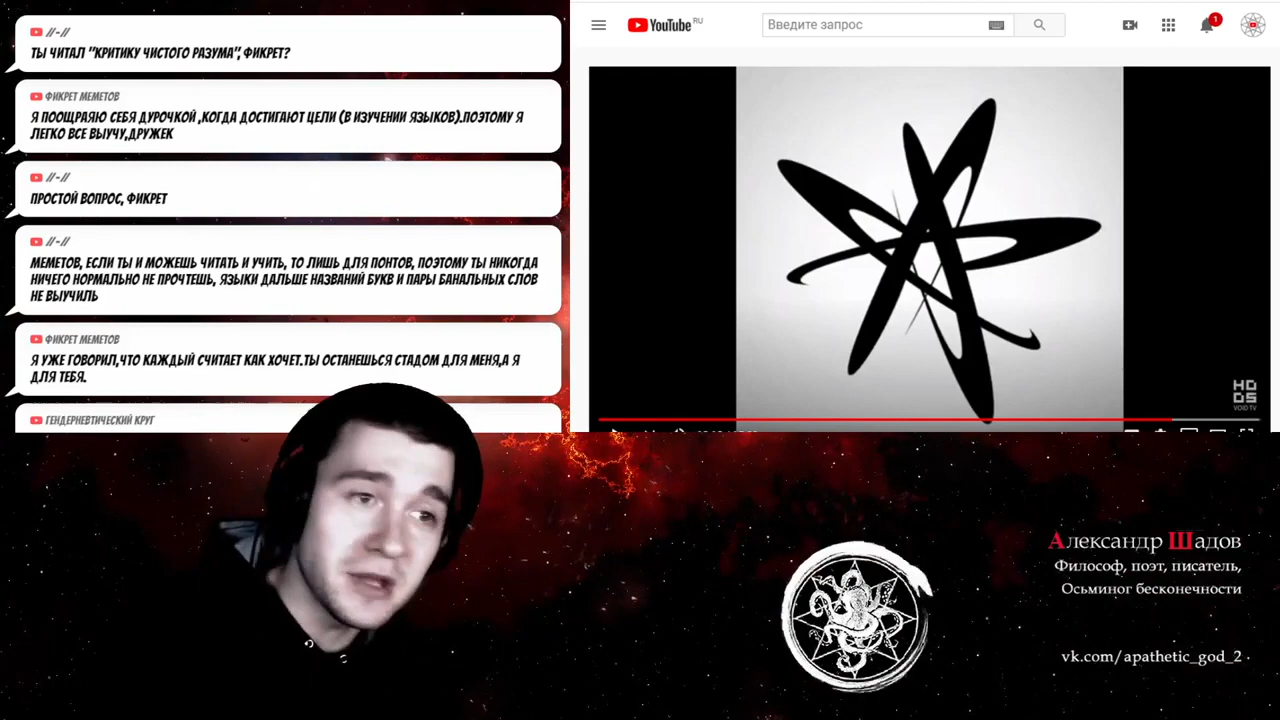 //-//
ТЫ ЧИТАЛ "КРИТИКУ ЧИСТОГО РАЗУМА", ФИКРЕТ?
ФИКРЕТ МЕМЕТОВ
Я ПООЩРАЯЮ СЕБЯ ДУРОЧКОЙ ,КОГДА ДОСТИГАЮТ ЦЕЛИ (В ИЗУЧЕНИИ ЯЗЫКОВ).ПОЭТОМУ Я
ЛЕГКО ВСЕ ВЫУЧУ,ДРУЖЕК
//-//
ПРОСТОЙ ВОПРОС, ФИКРЕТ
//-//
МЕМЕТОВ, ЕСЛИ ТЫ И МОЖЕШЬ ЧИТАТЬ И УЧИТЬ, ТО ЛИШЬ ДЛЯ ПОНТОВ, ПОЭТОМУ ТЫ НИКОГДА
НИЧЕГО НОРМАЛЬНО НЕ ПРОЧТЕШЬ, ЯЗЫКИ ДАЛЬШЕ НАЗВАНИЙ БУКВ И ПАРЫ БАНАЛЬНЫХ СЛОВ
НЕ ВЫУЧИЛЬ
ФИКРЕТ МЕМЕТОВ
Я УЖЕ ГОВОРИЛ,ЧТО КАЖДЫЙ СЧИТАЕТ КАК ХОЧЕТ.ТЫ ОСТАНЕШЬСЯ СТАДОМ ДЛЯ МЕНЯ,А Я
ДЛЯ ТЕБЯ.
ГЕНДЕРНЕВТИЧЕСКИЙ КРУГ
YouTube RU
Введите запрос
1
HO
OS
VOID TV
Александр Шадов
Философ, поэт, писатель,
Осьминог бесконечности
vk.com/apathetic_god_2